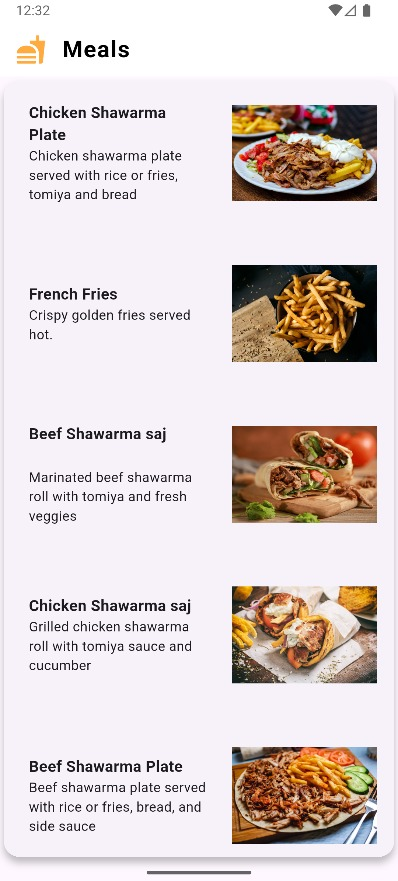 12:32
Meals
Chicken Shawarma
Plate
Chicken shawarma plate
served with rice or fries,
tomiya and bread
French Fries
Crispy golden fries served
hot.
Beef Shawarma saj
Marinated beef shawarma
roll with tomiya and fresh
veggies
Chicken Shawarma saj
Grilled chicken shawarma
roll with tomiya sauce and
cucumber
Beef Shawarma Plate
Beef shawarma plate served
with rice or fries, bread, and
side sauce